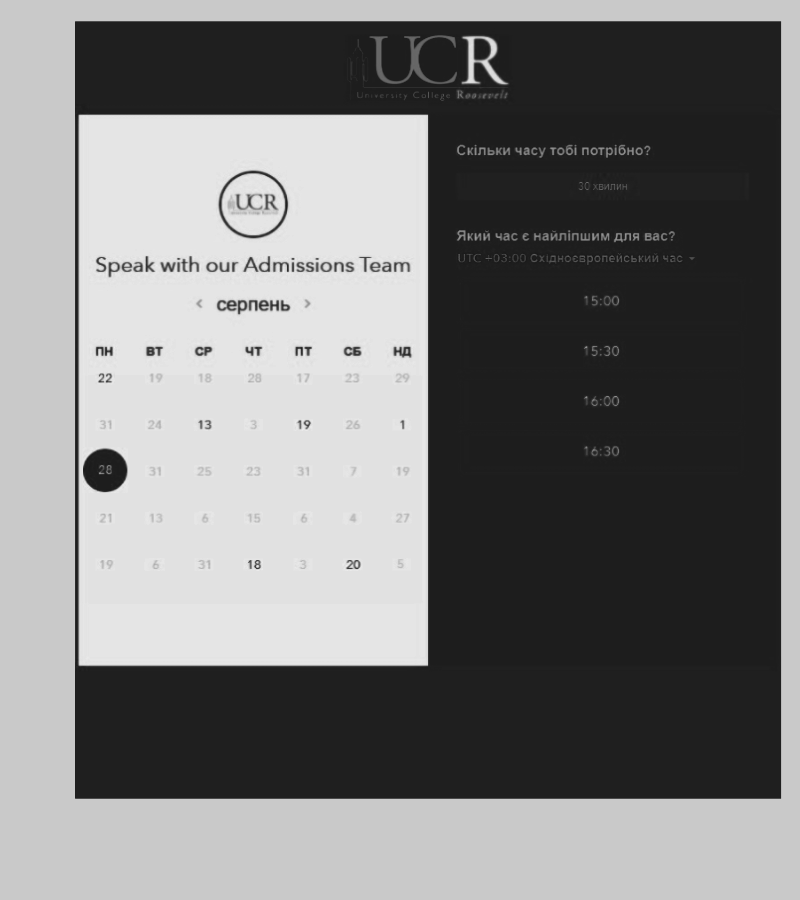 UCR
University College Roosevelt
UCR
Speak with our Admissions Team
< серпень >
ПН ВТ СР ЧТ ПТ СБ НД
22 19 18 28 17 23 29
31 24 13 3 19 26 1
28 31 25 23 31 7 19
21 13 6 15 6 4 27
19 6 31 18 3 20 5
Скільки часу тобі потрібно?
30 хвилин
Який час є найліпшим для вас?
UTC +03:00 Східноєвропейський час
15:00
15:30
16:00
16:30